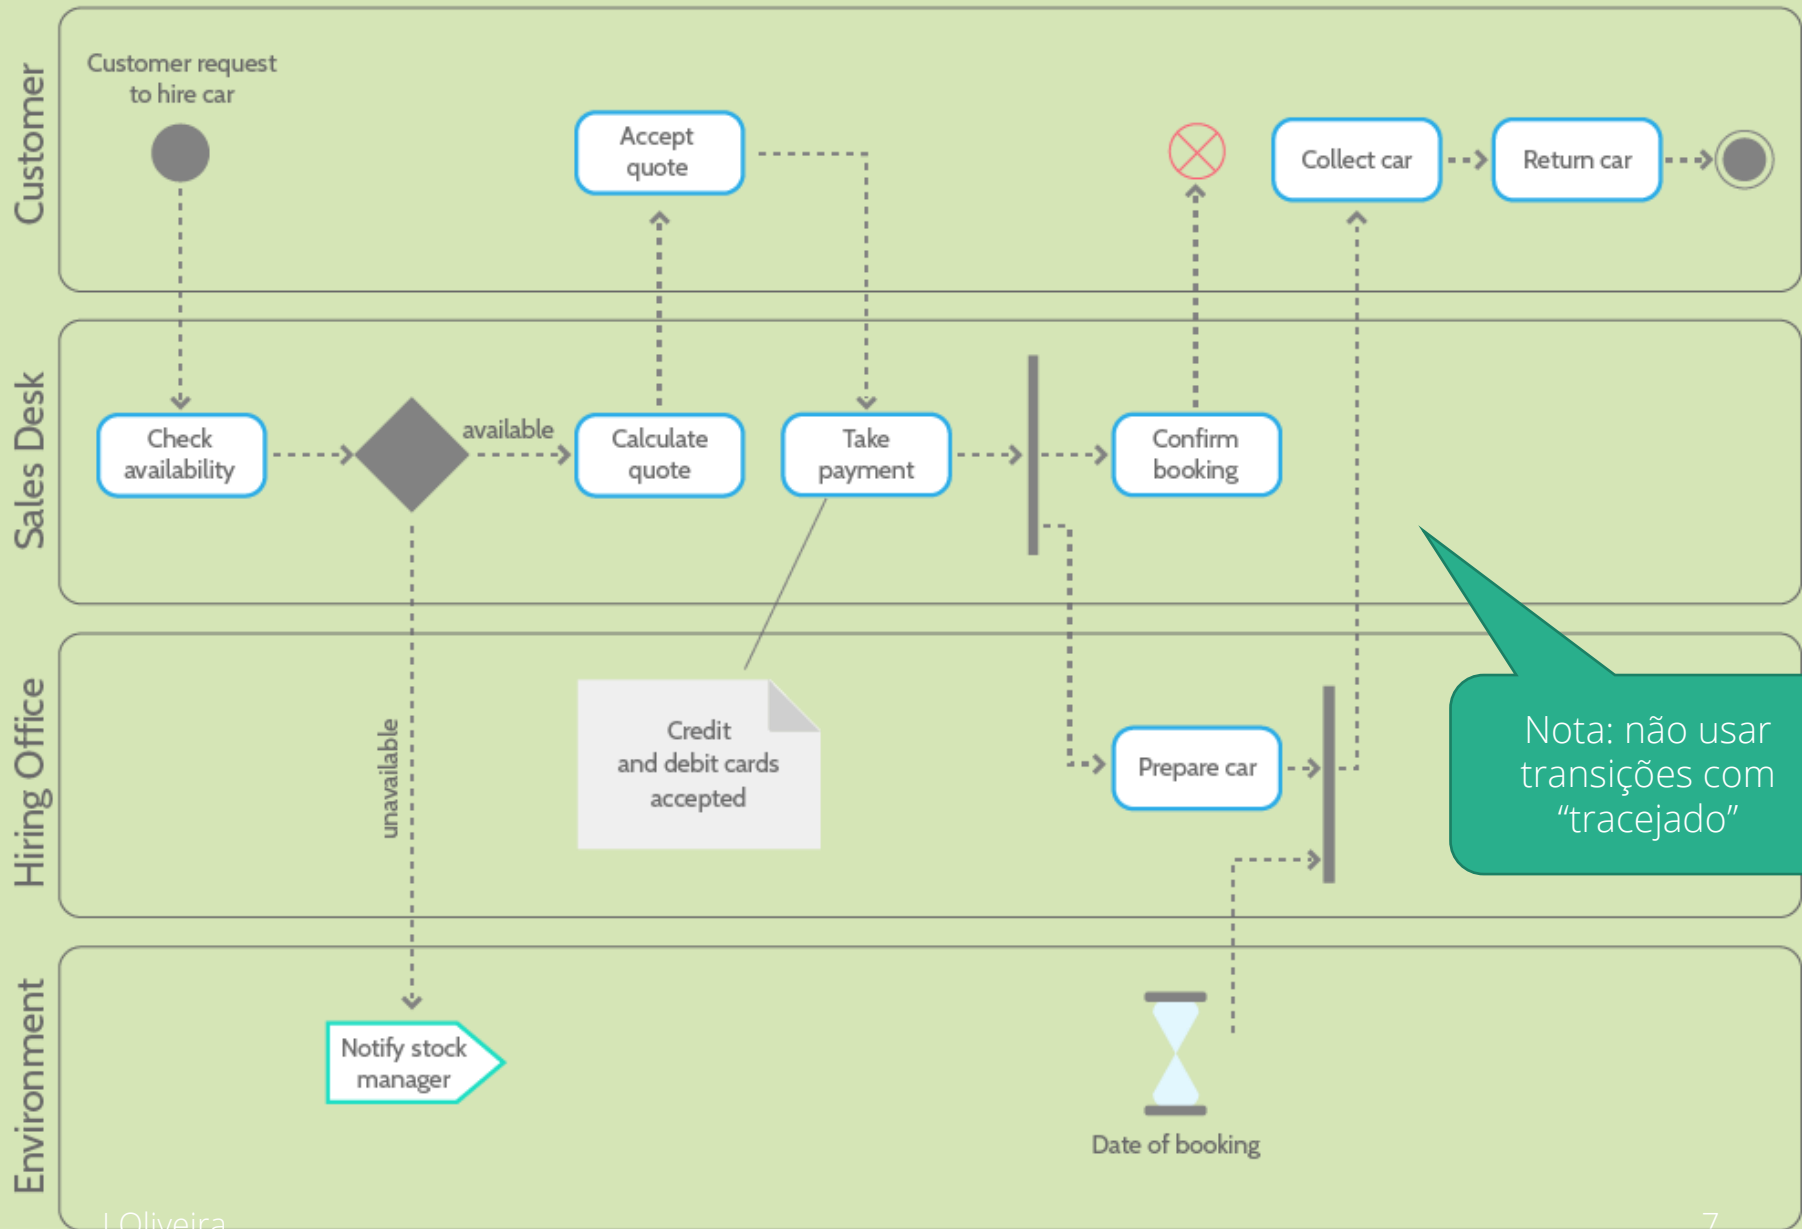 Customer
Customer request
to hire car
Accept
quote
Collect car
Return car
Sales Desk
Check
availability
available
Calculate
quote
Take
payment
Confirm
booking
Hiring Office
unavailable
Credit
and debit cards
accepted
Prepare car
Nota: não usar
transições com
“tracejado”
Environment
Notify stock
manager
Date of booking
I Oliveira
7